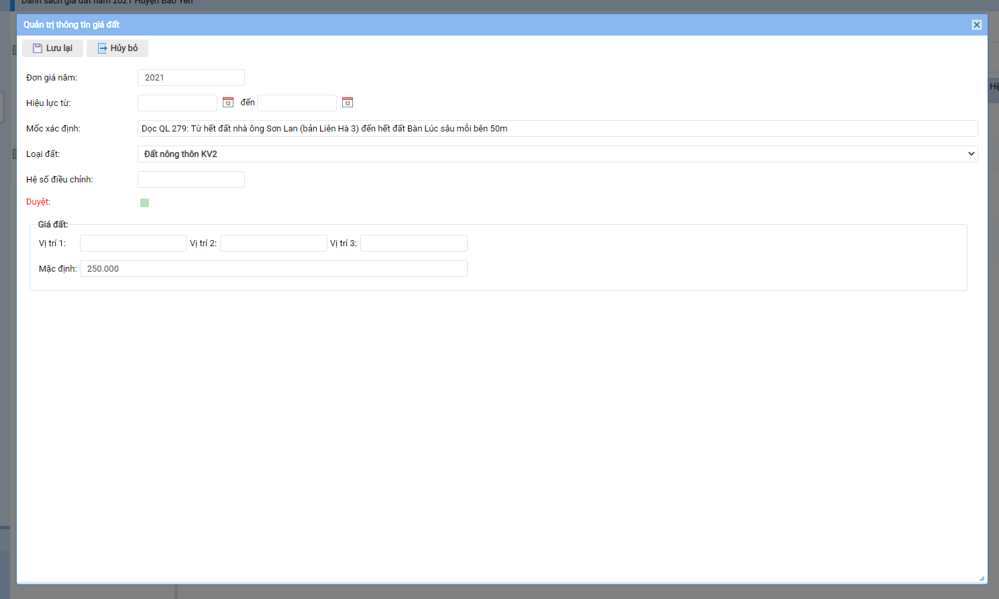 Danh sách giá đất năm 2021 Huyện Bảo Yên
Quản trị thông tin giá đất
Lưu lại Hủy bỏ
Đơn giá năm: 2021
Hiệu lực từ: 12 đến 12
Mốc xác định: Dọc QL 279: Từ hết đất nhà ông Sơn Lan (bản Liên Hà 3) đến hết đất Bàn Lúc sâu mỗi bên 50m
Hệ
Loại đất: Đất nông thôn KV2
Hệ số điều chỉnh:
Duyệt:
Giá đất:
Vị trí 1: Vị trí 2: Vị trí 3:
Mặc định: 250.000